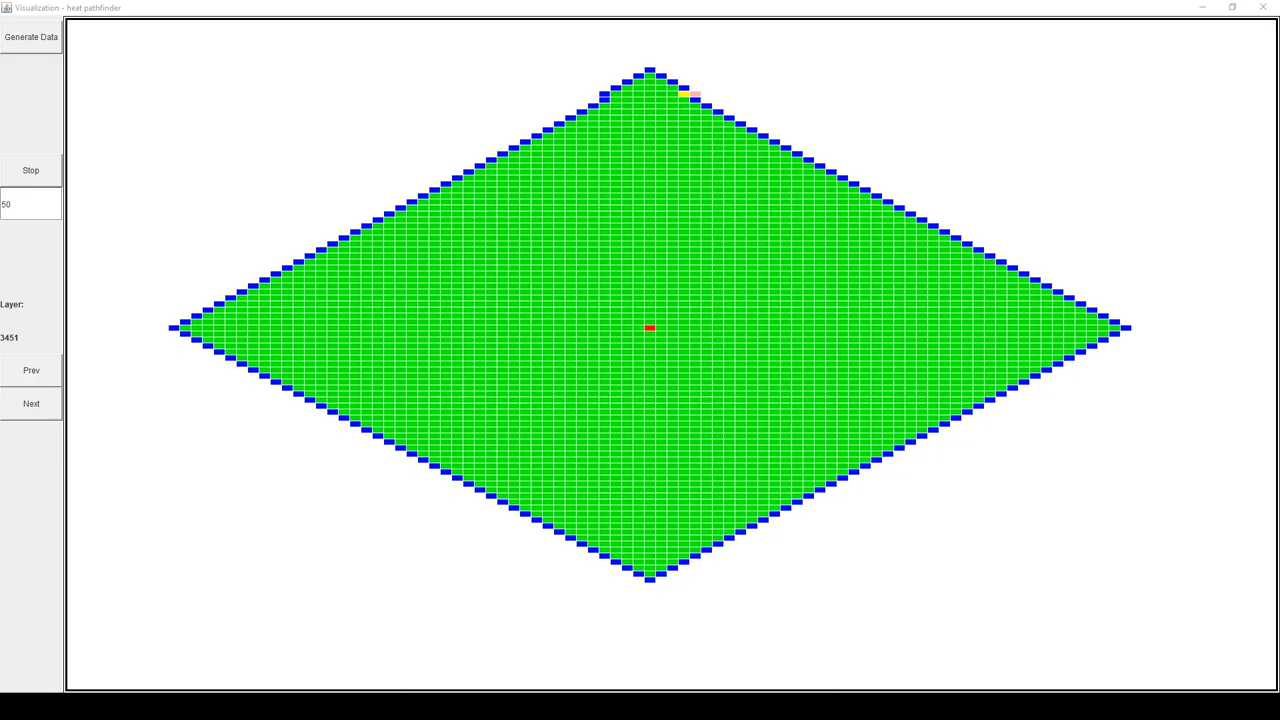 Visualization - heat pathfinder
Generate Data
Stop
50
Layer:
3451
Prev
Next